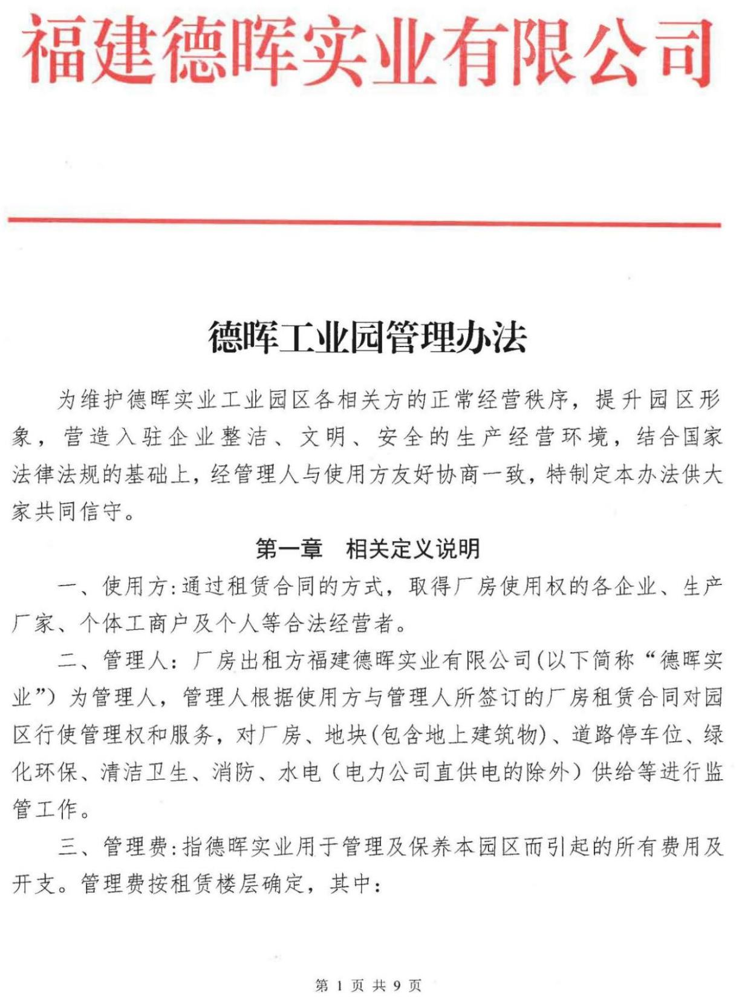 福建德晖实业有限公司
德晖工业园管理办法
为维护德晖实业工业园区各相关方的正常经营秩序，提升园区形
象，营造入驻企业整洁、文明、安全的生产经营环境，结合国家
法律法规的基础上，经管理人与使用方友好协商一致，特制定本办法供大
家共同信守。
第一章 相关定义说明
一、使用方:通过租赁合同的方式，取得厂房使用权的各企业、生产
厂家、个体工商户及个人等合法经营者。
二、管理人：厂房出租方福建德晖实业有限公司(以下简称“德晖实
业”）为管理人，管理人根据使用方与管理人所签订的厂房租赁合同对园
区行使管理权和服务，对厂房、地块(包含地上建筑物)、道路停车位、绿
化环保、清洁卫生、消防、水电（电力公司直供电的除外）供给等进行监
管工作。
三、管理费:指德晖实业用于管理及保养本园区而引起的所有费用及
开支。管理费按租赁楼层确定，其中：
第 1 页 共 9 页